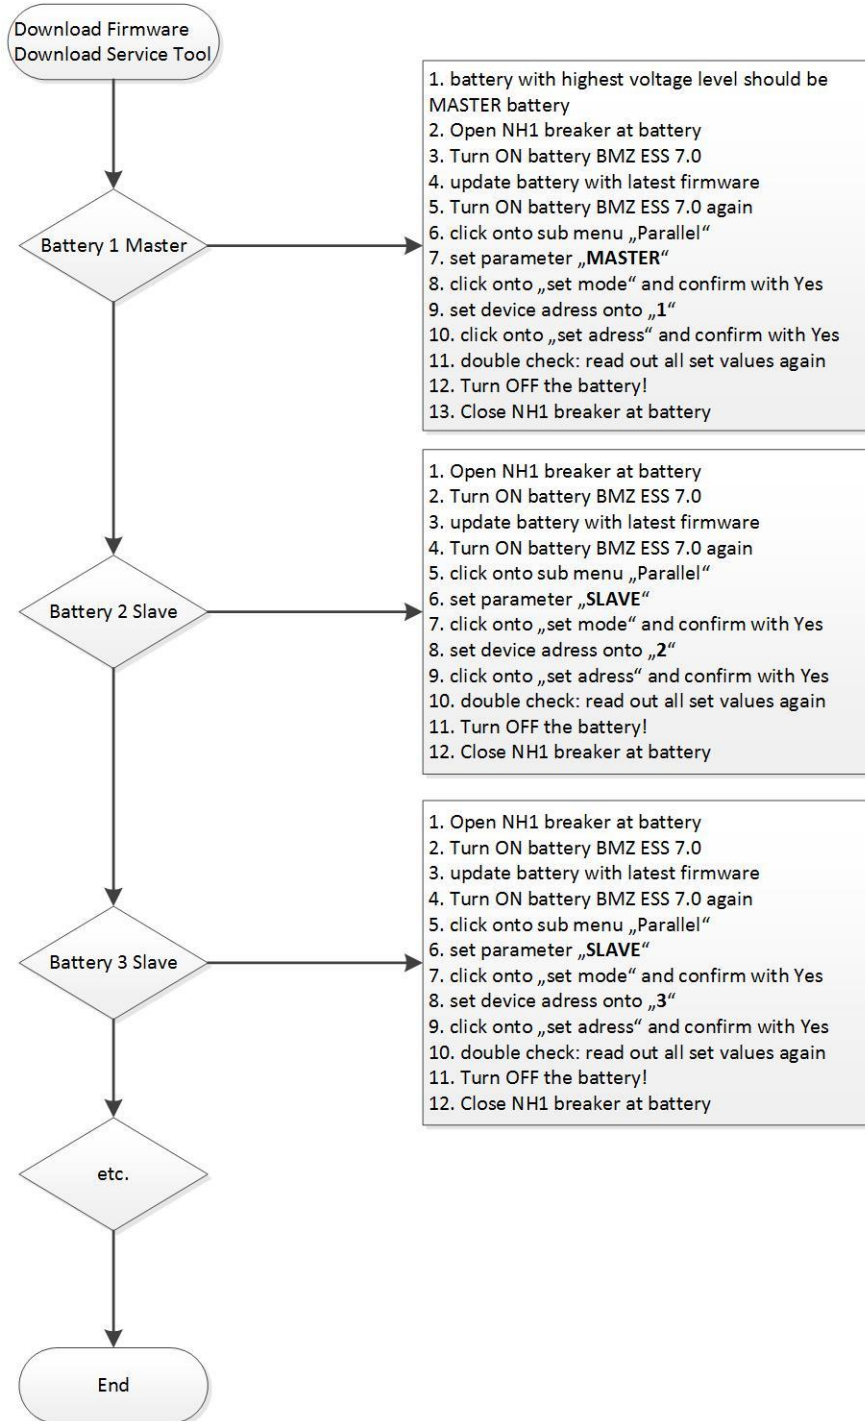 Download Firmware
Download Service Tool
Battery 1 Master
1. battery with highest voltage level should be
MASTER battery
2. Open NH1 breaker at battery
3. Turn ON battery BMZ ESS 7.0
4. update battery with latest firmware
5. Turn ON battery BMZ ESS 7.0 again
6. click onto sub menu „Parallel“
7. set parameter „MASTER“
8. click onto „set mode“ and confirm with Yes
9. set device adress onto „1“
10. click onto „set adress“ and confirm with Yes
11. double check: read out all set values again
12. Turn OFF the battery!
13. Close NH1 breaker at battery
Battery 2 Slave
1. Open NH1 breaker at battery
2. Turn ON battery BMZ ESS 7.0
3. update battery with latest firmware
4. Turn ON battery BMZ ESS 7.0 again
5. click onto sub menu „Parallel“
6. set parameter „SLAVE“
7. click onto „set mode“ and confirm with Yes
8. set device adress onto „2“
9. click onto „set adress“ and confirm with Yes
10. double check: read out all set values again
11. Turn OFF the battery!
12. Close NH1 breaker at battery
Battery 3 Slave
1. Open NH1 breaker at battery
2. Turn ON battery BMZ ESS 7.0
3. update battery with latest firmware
4. Turn ON battery BMZ ESS 7.0 again
5. click onto sub menu „Parallel“
6. set parameter „SLAVE“
7. click onto „set mode“ and confirm with Yes
8. set device adress onto „3“
9. click onto „set adress“ and confirm with Yes
10. double check: read out all set values again
11. Turn OFF the battery!
12. Close NH1 breaker at battery
etc.
End